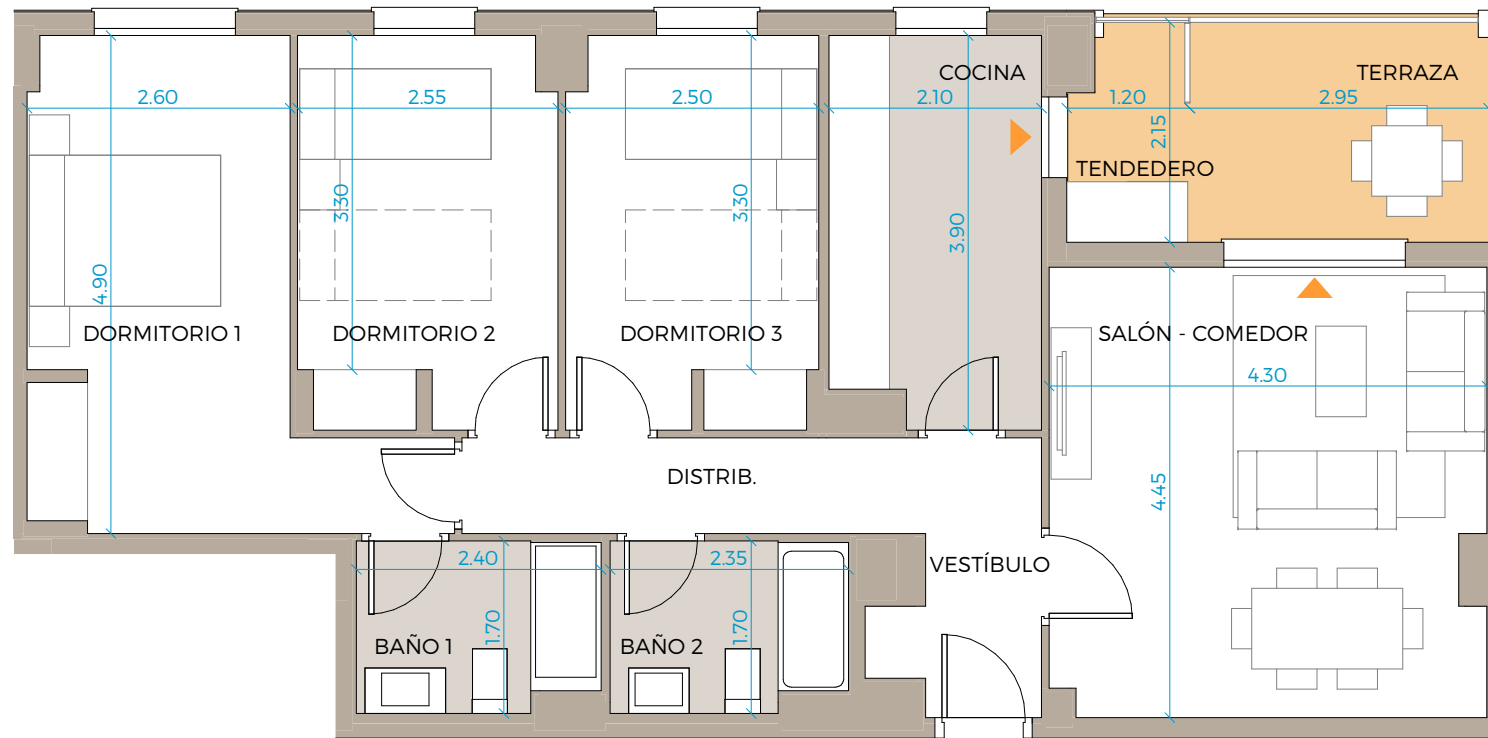 COCINA
TERRAZA
2.60
2.55
2.50
2.10
1.20
2.95
2.15
TENDEDERO
3.30
3.30
3.90
4.90
DORMITORIO 1
DORMITORIO 2
DORMITORIO 3
SALÓN - COMEDOR
4.30
DISTRIB.
4.45
2.40
2.35
VESTÍBULO
1.70
1.70
BAÑO 1
BAÑO 2